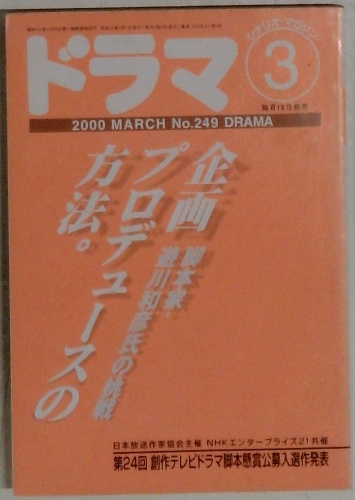 シナリオ・マガジン
ドラマ
3
毎月18日発売
2000 MARCH No.249 DRAMA
企画
プロデュースの
方法。
脚本家
遊川和彦氏の挑戦
日本放送作家協会主催 NHKエンタープライズ21共催
第24回 創作テレビドラマ脚本懸賞公募入選作発表